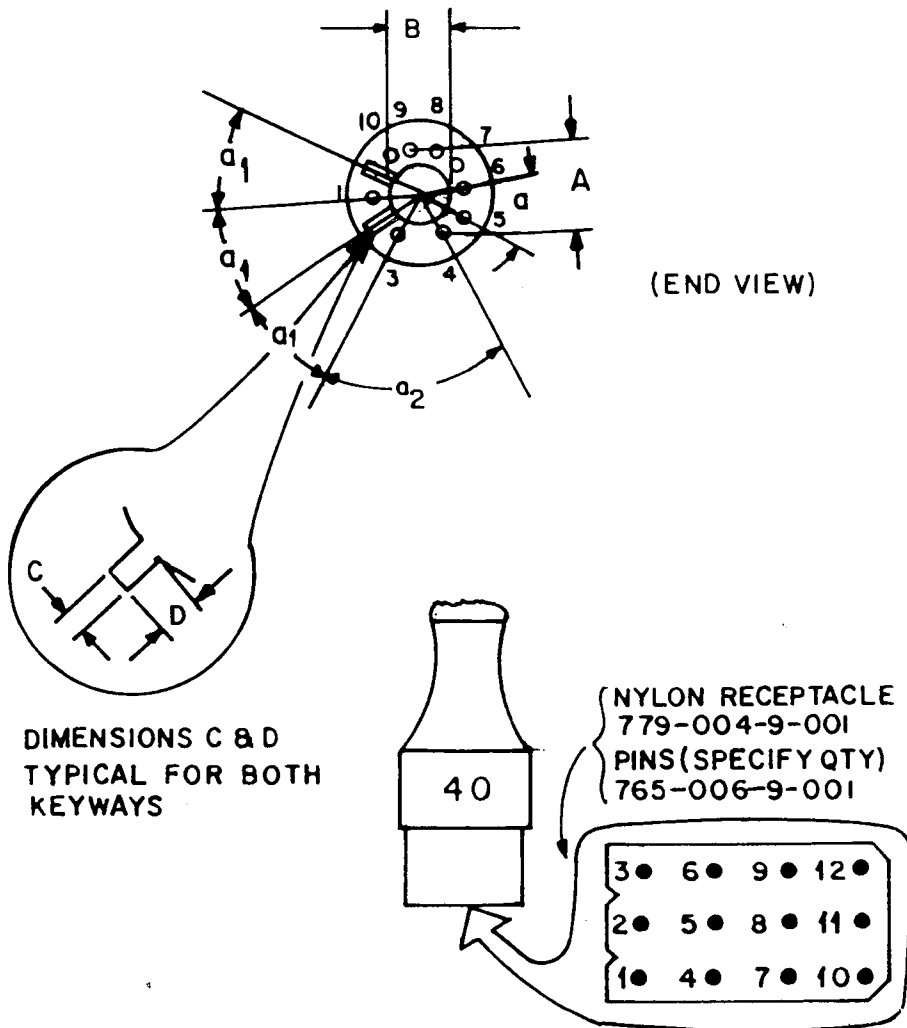 B
10 9 8
7
6
A
a
5
4
3
1
a1
a1
a1
a2
(END VIEW)
C
D
DIMENSIONS C & D
TYPICAL FOR BOTH
KEYWAYS
40
NYLON RECEPTACLE
779-004-9-001
PINS (SPECIFY QTY)
765-006-9-001
3 6 9 12
2 5 8 11
1 4 7 10